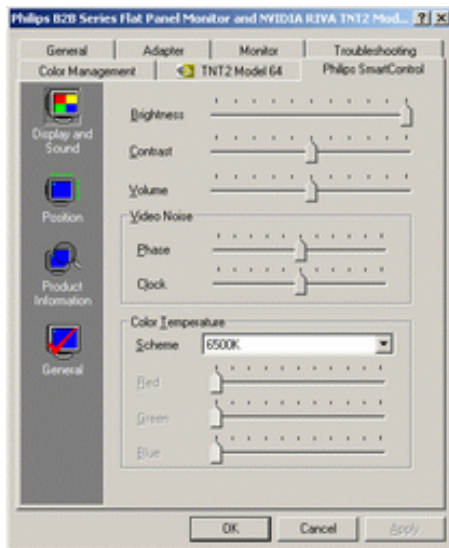 Philips B2B Series Flat Panel Monitor and NVIDIA RIVA TNT2 Mod...
General Adapter Monitor Troubleshooting
Color Management TNT2 Model 64 Philips SmartControl
Display and
Sound
Position
Product
Information
General
Brightness
Contrast
Volume
Video Noise
Phase
Clock
Color Temperature
Scheme 6500K
Red
Green
Blue
OK Cancel Apply